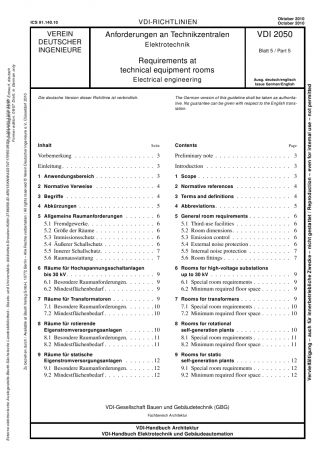 ICS 91.140.10
VDI-RICHTLINIEN
Oktober 2010
October 2010
VEREIN
DEUTSCHER
INGENIEURE
Anforderungen an Technikzentralen
Elektrotechnik
Requirements at
technical equipment rooms
Electrical engineering
VDI 2050
Blatt 5 / Part 5
Ausg. deutsch/englisch
Issue German/English
Die deutsche Version dieser Richtlinie ist verbindlich.
The German version of this guideline shall be taken as authorita-
tive. No guarantee can be given with respect to the English trans-
lation.
Inhalt Seite
Vorbemerkung 3
Einleitung 3
1 Anwendungsbereich 3
2 Normative Verweise 4
3 Begriffe 4
4 Abkürzungen 5
5 Allgemeine Raumanforderungen 6
5.1 Fremdgewerke 6
5.2 Größe der Räume 6
5.3 Immissionsschutz 6
5.4 Äußerer Schallschutz 6
5.5 Innerer Schallschutz 7
5.6 Raumausstattung 7
6 Räume für Hochspannungsschaltanlagen
bis 30 kV 9
6.1 Besondere Raumanforderungen 9
6.2 Mindestflächenbedarf 9
7 Räume für Transformatoren 9
7.1 Besondere Raumanforderungen 10
7.2 Mindestflächenbedarf 10
8 Räume für rotierende
Eigenstromversorgungsanlagen 10
8.1 Besondere Raumanforderungen 10
8.2 Mindestflächenbedarf 11
9 Räume für statische
Eigenstromversorgungsanlagen 12
9.1 Besondere Raumanforderungen 12
9.2 Mindestflächenbedarf 12
Contents Page
Preliminary note 3
Introduction 3
1 Scope 3
2 Normative references 4
3 Terms and definitions 4
4 Abbreviations 5
5 General room requirements 6
5.1 Third-use facilities 6
5.2 Room dimensions 6
5.3 Emission control 6
5.4 External noise protection 6
5.5 Internal noise protection 7
5.6 Room fittings 7
6 Rooms for high-voltage substations
up to 30 kV 9
6.1 Special room requirements 9
6.2 Minimum required floor space 9
7 Rooms for transformers 9
7.1 Special room requirements 10
7.2 Minimum required floor space 10
8 Rooms for rotational
self-generation plants 10
8.1 Special room requirements 10
8.2 Minimum required floor space 11
9 Rooms for static
self-generation plants 12
9.1 Special room requirements 12
9.2 Minimum required floor space 12
VDI-Gesellschaft Bauen und Gebäudetechnik (GBG)
Fachbereich Architektur
VDI-Handbuch Architektur
VDI-Handbuch Elektrotechnik und Gebäudeautomation
Vervielfältigung – auch für innerbetriebliche Zwecke – nicht gestattet / Reproduction – even for internal use – not permitted